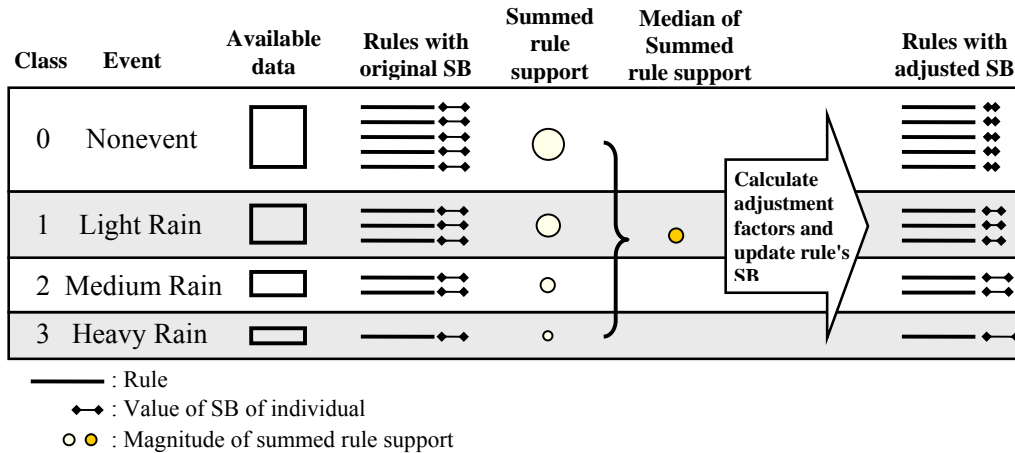 Class
Event
Available
data
Rules with
original SB
Summed
rule
support
Median of
Summed
rule support
Rules with
adjusted SB
0 Nonevent
1 Light Rain
2 Medium Rain
3 Heavy Rain
Calculate
adjustment
factors and
update rule's
SB
: Rule
: Value of SB of individual
: Magnitude of summed rule support